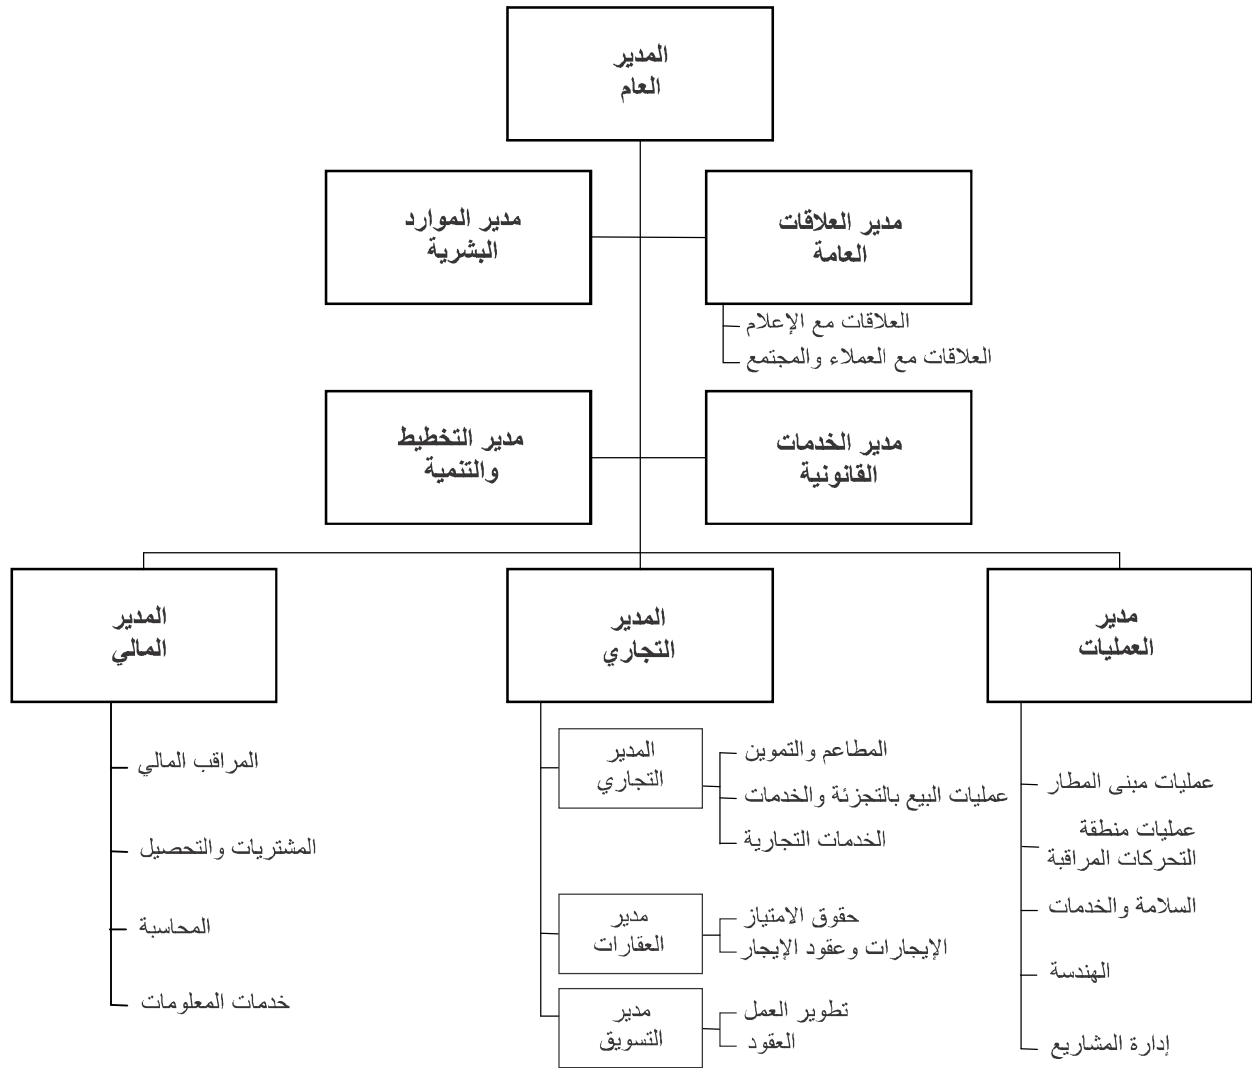 المدير
العام
مدير العلاقات
العامة
العلاقات مع الإعلام
العلاقات مع العملاء والمجتمع
مدير الموارد
البشرية
مدير الخدمات
القانونية
مدير التخطيط
والتنمية
مدير
العمليات
عمليات مبنى المطار
عمليات منطقة
التحركات المراقبة
السلامة والخدمات
الهندسة
إدارة المشاريع
المدير
التجاري
المدير
التجاري
المطاعم والتموين
عمليات البيع بالتجزئة والخدمات
الخدمات التجارية
مدير
العقارات
حقوق الامتياز
الإيجارات وعقود الإيجار
مدير
التسويق
تطوير العمل
العقود
المدير
المالي
المراقب المالي
المشتريات والتحصيل
المحاسبة
خدمات المعلومات